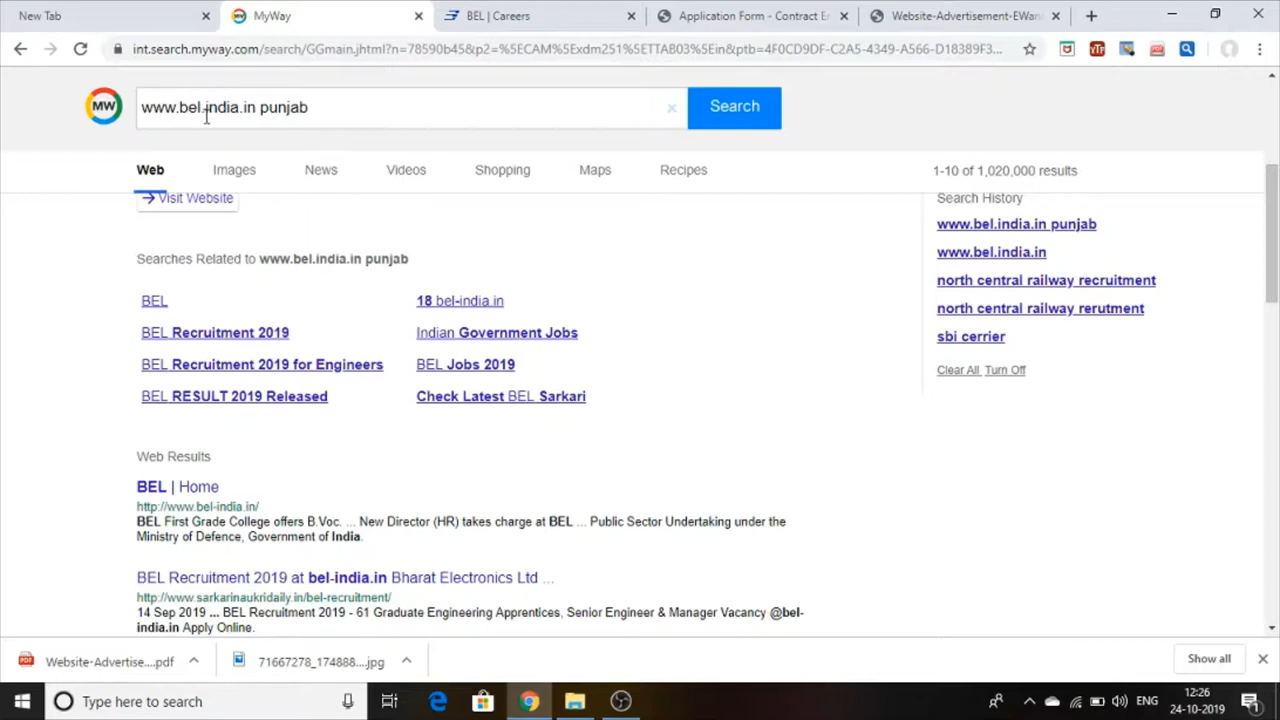 New Tab
MyWay
BEL | Careers
Application Form - Contract E
Website-Advertisement-EWan
int.search.myway.com/search/GGmain.jhtml?n=78590b45&p2=%5ECAM%5Exdm251%5ETTAB03%5Ein&ptb=4F0CD9DF-C2A5-4349-A566-D18389F3...
MW
www.bel.india.in punjab
Search
Web
Images
News
Videos
Shopping
Maps
Recipes
1-10 of 1,020,000 results
Visit Website
Search History
www.bel.india.in punjab
www.bel.india.in
north central railway recruitment
north central railway rerutment
sbi cerrier
Clear All Turn Off
Searches Related to www.bel.india.in punjab
BEL
18 bel-india.in
BEL Recruitment 2019
Indian Government Jobs
BEL Recruitment 2019 for Engineers
BEL Jobs 2019
BEL RESULT 2019 Released
Check Latest BEL Sarkari
Web Results
BEL | Home
http://www.bel-india.in/
BEL First Grade College offers B.Voc. ... New Director (HR) takes charge at BEL ... Public Sector Undertaking under the
Ministry of Defence, Government of India.
BEL Recruitment 2019 at bel-india.in Bharat Electronics Ltd ...
http://www.sarkarinaukridaily.in/bel-recruitment/
14 Sep 2019 ... BEL Recruitment 2019 - 61 Graduate Engineering Apprentices, Senior Engineer & Manager Vacancy @bel-
india.in Apply Online.
Website-Advertise....pdf
71667278_174888....jpg
Show all
Type here to search
ENG
12:26
24-10-2019